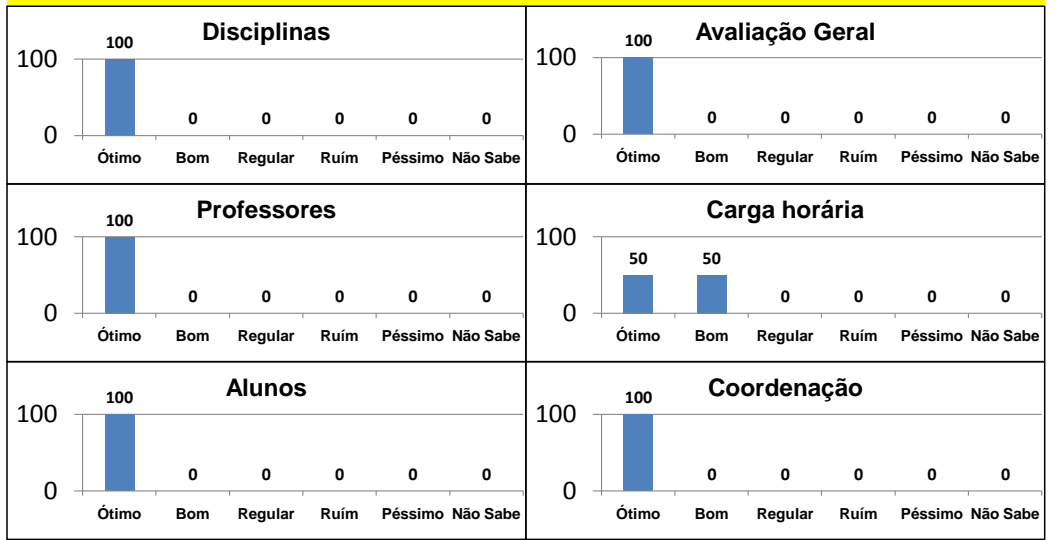 Disciplinas
100
100
0 0 0 0 0
0
Ótimo Bom Regular Ruím Péssimo Não Sabe
Avaliação Geral
100
100
0 0 0 0 0
0
Ótimo Bom Regular Ruím Péssimo Não Sabe
Professores
100
100
0 0 0 0 0
0
Ótimo Bom Regular Ruím Péssimo Não Sabe
Carga horária
100
50 50
0 0 0 0
0
Ótimo Bom Regular Ruím Péssimo Não Sabe
Alunos
100
100
0 0 0 0 0
0
Ótimo Bom Regular Ruím Péssimo Não Sabe
Coordenação
100
100
0 0 0 0 0
0
Ótimo Bom Regular Ruím Péssimo Não Sabe